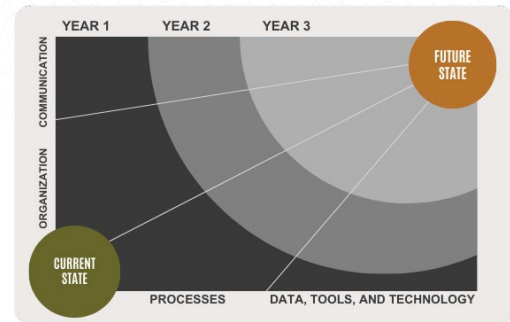 YEAR 1 YEAR 2 YEAR 3
FUTURE
STATE
COMMUNICATION
ORGANIZATION
CURRENT
STATE
PROCESSES DATA, TOOLS, AND TECHNOLOGY